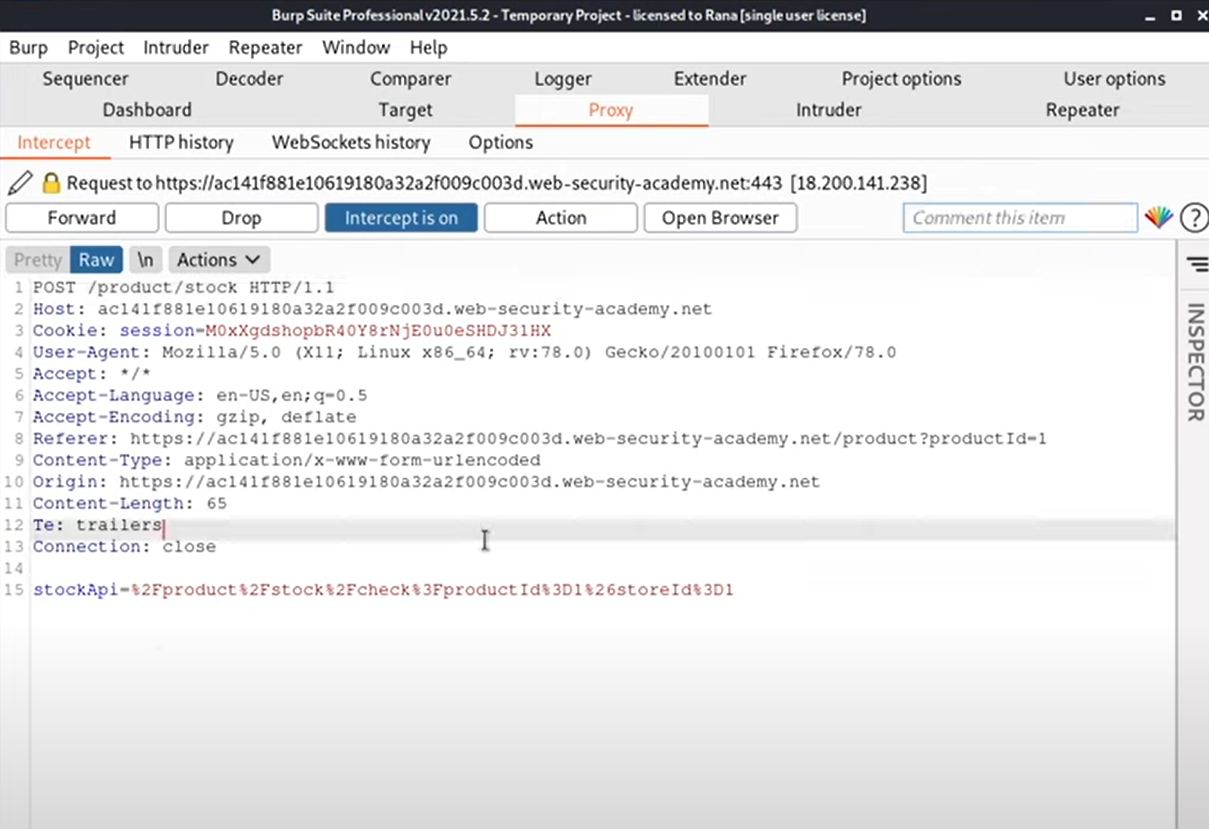 Burp Suite Professional v2021.5.2 - Temporary Project - licensed to Rana [single user license]
Burp Project Intruder Repeater Window Help
Sequencer Decoder Comparer Logger Extender Project options User options
Dashboard Target Proxy Intruder Repeater
Intercept HTTP history WebSockets history Options
Request to https://ac141f881e10619180a32a2f009c003d.web-security-academy.net:443 [18.200.141.238]
Forward Drop Intercept is on Action Open Browser Comment this item ?
Pretty Raw \n Actions
INSPECTOR
1 POST /product/stock HTTP/1.1
2 Host: ac141f881e10619180a32a2f009c003d.web-security-academy.net
3 Cookie: session=M0xXgdshopbR40Y8rNjE0u0eSHDJ31HX
4 User-Agent: Mozilla/5.0 (X11; Linux x86_64; rv:78.0) Gecko/20100101 Firefox/78.0
5 Accept: */*
6 Accept-Language: en-US,en;q=0.5
7 Accept-Encoding: gzip, deflate
8 Referer: https://ac141f881e10619180a32a2f009c003d.web-security-academy.net/product?productId=1
9 Content-Type: application/x-www-form-urlencoded
10 Origin: https://ac141f881e10619180a32a2f009c003d.web-security-academy.net
11 Content-Length: 65
12 Te: trailers
13 Connection: close
14
15 stockApi=%2Fproduct%2Fstock%2Fcheck%3FproductId%3D1%26storeId%3D1